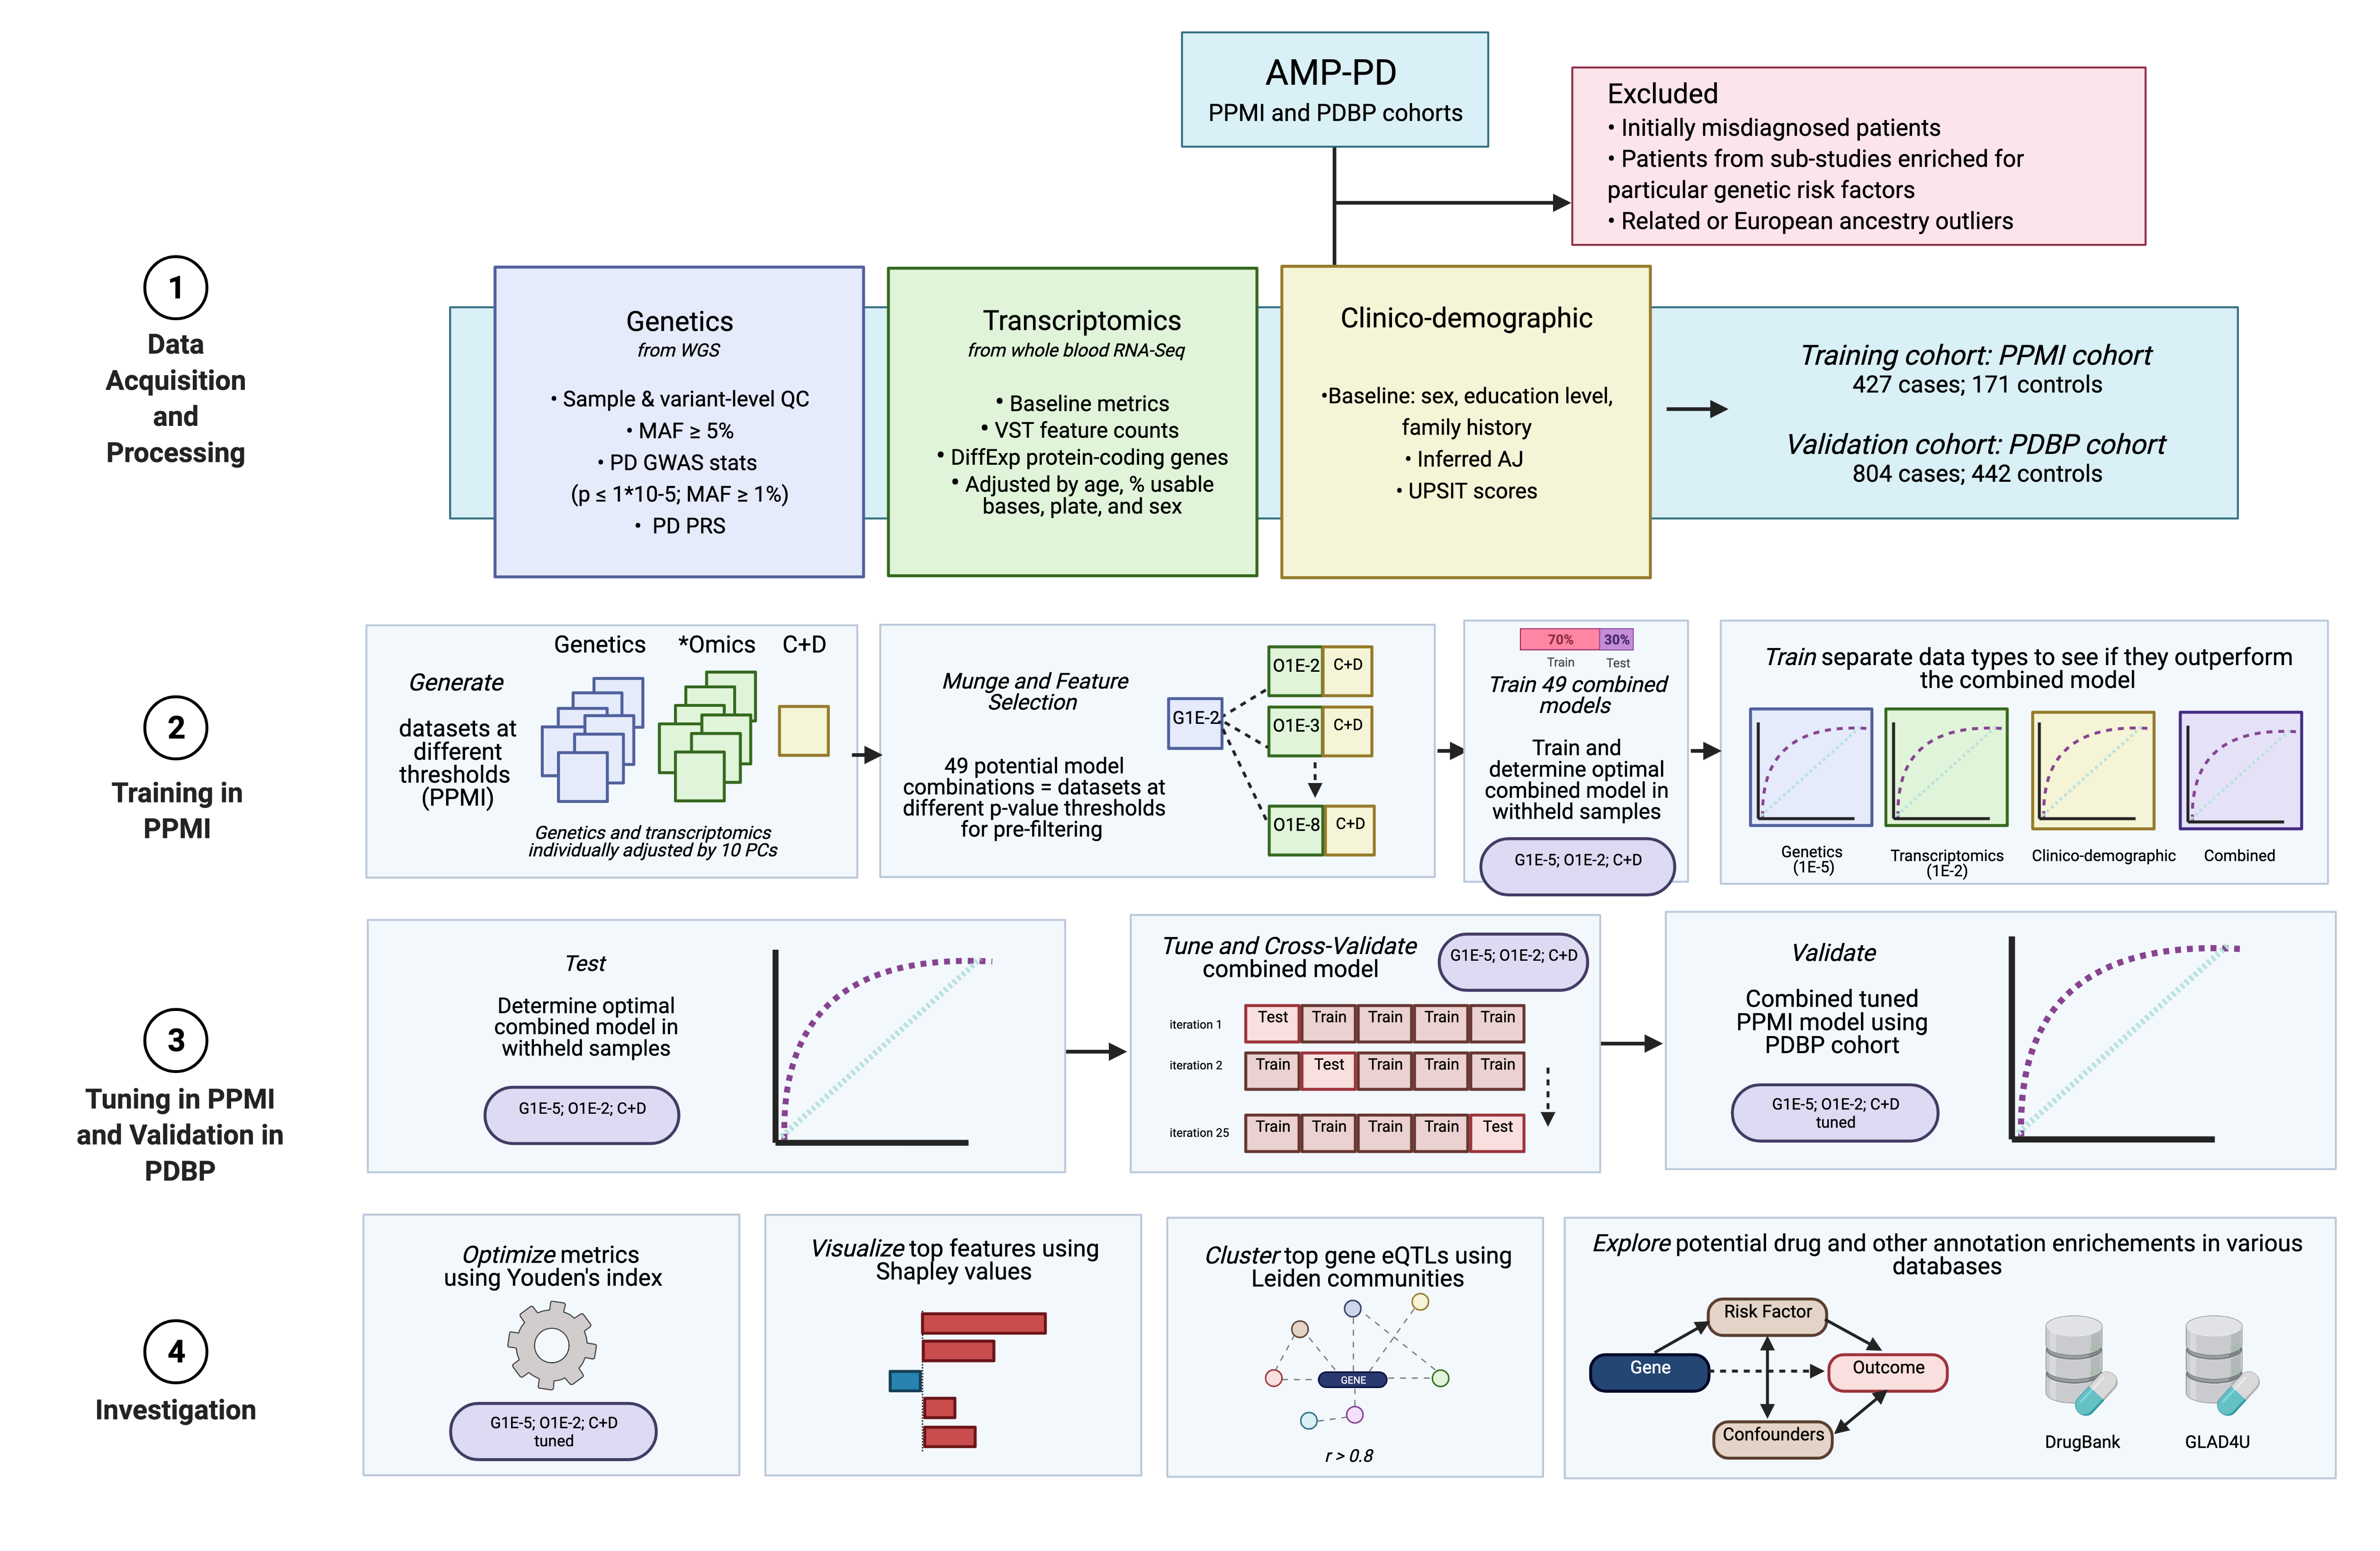 AMP-PD
PPMI and PDBP cohorts
Excluded
• Initially misdiagnosed patients
• Patients from sub-studies enriched for
particular genetic risk factors
• Related or European ancestry outliers
1
Data
Acquisition
and
Processing
Genetics
from WGS
• Sample & variant-level QC
• MAF ≥ 5%
• PD GWAS stats
(p ≤ 1*10-5; MAF ≥ 1%)
• PD PRS
Transcriptomics
from whole blood RNA-Seq
• Baseline metrics
• VST feature counts
• DiffExp protein-coding genes
• Adjusted by age, % usable
bases, plate, and sex
Clinico-demographic
•Baseline: sex, education level,
family history
• Inferred AJ
• UPSIT scores
Training cohort: PPMI cohort
427 cases; 171 controls
Validation cohort: PDBP cohort
804 cases; 442 controls
2
Training in
PPMI
Generate
datasets at
different
thresholds
(PPMI)
Genetics
*Omics
C+D
Genetics and transcriptomics
individually adjusted by 10 PCs
Munge and Feature
Selection
49 potential model
combinations = datasets at
different p-value thresholds
for pre-filtering
G1E-2
O1E-2
C+D
O1E-3
C+D
O1E-8
C+D
70%
30%
Train
Test
Train 49 combined
models
Train and
determine optimal
combined model in
withheld samples
G1E-5; O1E-2; C+D
Train separate data types to see if they outperform
the combined model
Genetics
(1E-5)
Transcriptomics
(1E-2)
Clinico-demographic
Combined
3
Tuning in PPMI
and Validation in
PDBP
Test
Determine optimal
combined model in
withheld samples
G1E-5; O1E-2; C+D
Tune and Cross-Validate
combined model
G1E-5; O1E-2; C+D
iteration 1
Test Train Train Train Train
iteration 2
Train Test Train Train Train
iteration 25
Train Train Train Train Test
Validate
Combined tuned
PPMI model using
PDBP cohort
G1E-5; O1E-2; C+D
tuned
4
Investigation
Optimize metrics
using Youden's index
G1E-5; O1E-2; C+D
tuned
Visualize top features using
Shapley values
Cluster top gene eQTLs using
Leiden communities
GENE
r > 0.8
Explore potential drug and other annotation enrichements in various
databases
Risk Factor
Gene
Outcome
Confounders
DrugBank
GLAD4U